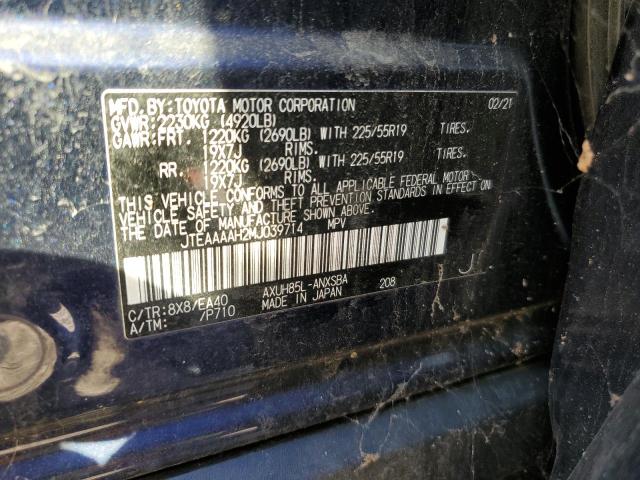 MFD. BY: TOYOTA MOTOR CORPORATION 02/21
GVWR: 2230KG (4920LB)
GAWR: FRT. 1220KG (2690LB) WITH 225/55R19 TIRES.
19X7J RIMS.
RR. 1220KG (2690LB) WITH 225/55R19 TIRES.
19X7J RIMS.
THIS VEHICLE CONFORMS TO ALL APPLICABLE FEDERAL MOTOR
VEHICLE SAFETY AND THEFT PREVENTION STANDARDS IN EFFECT ON
THE DATE OF MANUFACTURE SHOWN ABOVE.
JTEAAAAH2MJ039714 MPV
C/TR: 8X8/EA40 AXUH85L-ANXSBA 208 J
A/TM: /P710 MADE IN JAPAN